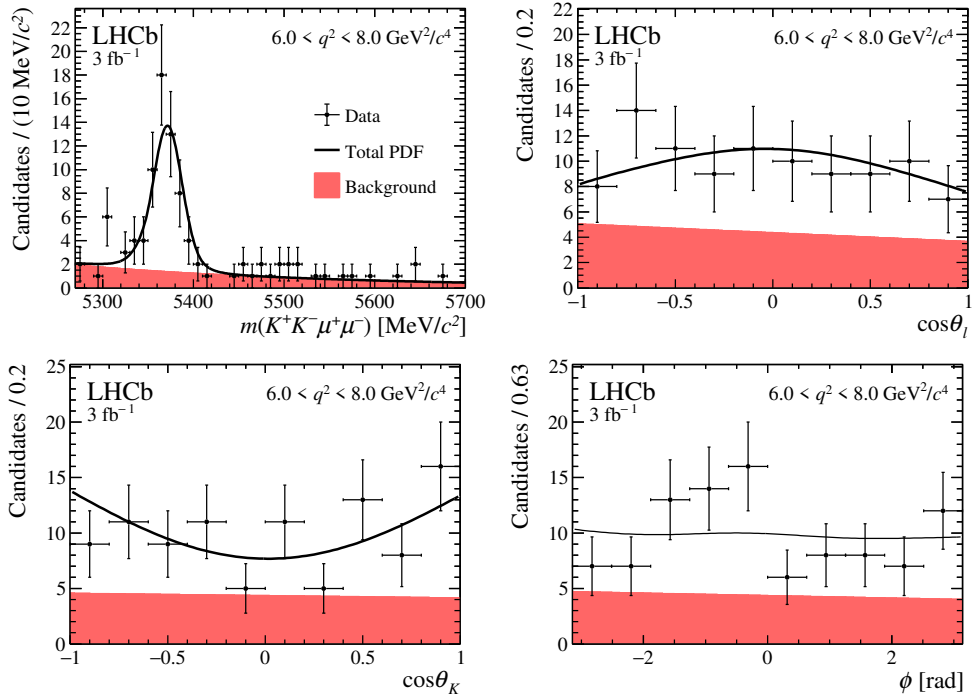 Candidates / (10 MeV/c²)
22
20
18
16
14
12
10
8
6
4
2
0
LHCb
3 fb⁻¹
6.0 < q² < 8.0 GeV²/c⁴
Data
Total PDF
Background
5300 5400 5500 5600 5700
m(K⁺K⁻μ⁺μ⁻) [MeV/c²]
Candidates / 0.2
22
20
18
16
14
12
10
8
6
4
2
0
LHCb
3 fb⁻¹
6.0 < q² < 8.0 GeV²/c⁴
−1 −0.5 0 0.5 1
cosθ_l
Candidates / 0.2
25
20
15
10
5
0
LHCb
3 fb⁻¹
6.0 < q² < 8.0 GeV²/c⁴
−1 −0.5 0 0.5 1
cosθ_K
Candidates / 0.63
25
20
15
10
5
0
LHCb
3 fb⁻¹
6.0 < q² < 8.0 GeV²/c⁴
−2 0 2
ϕ [rad]